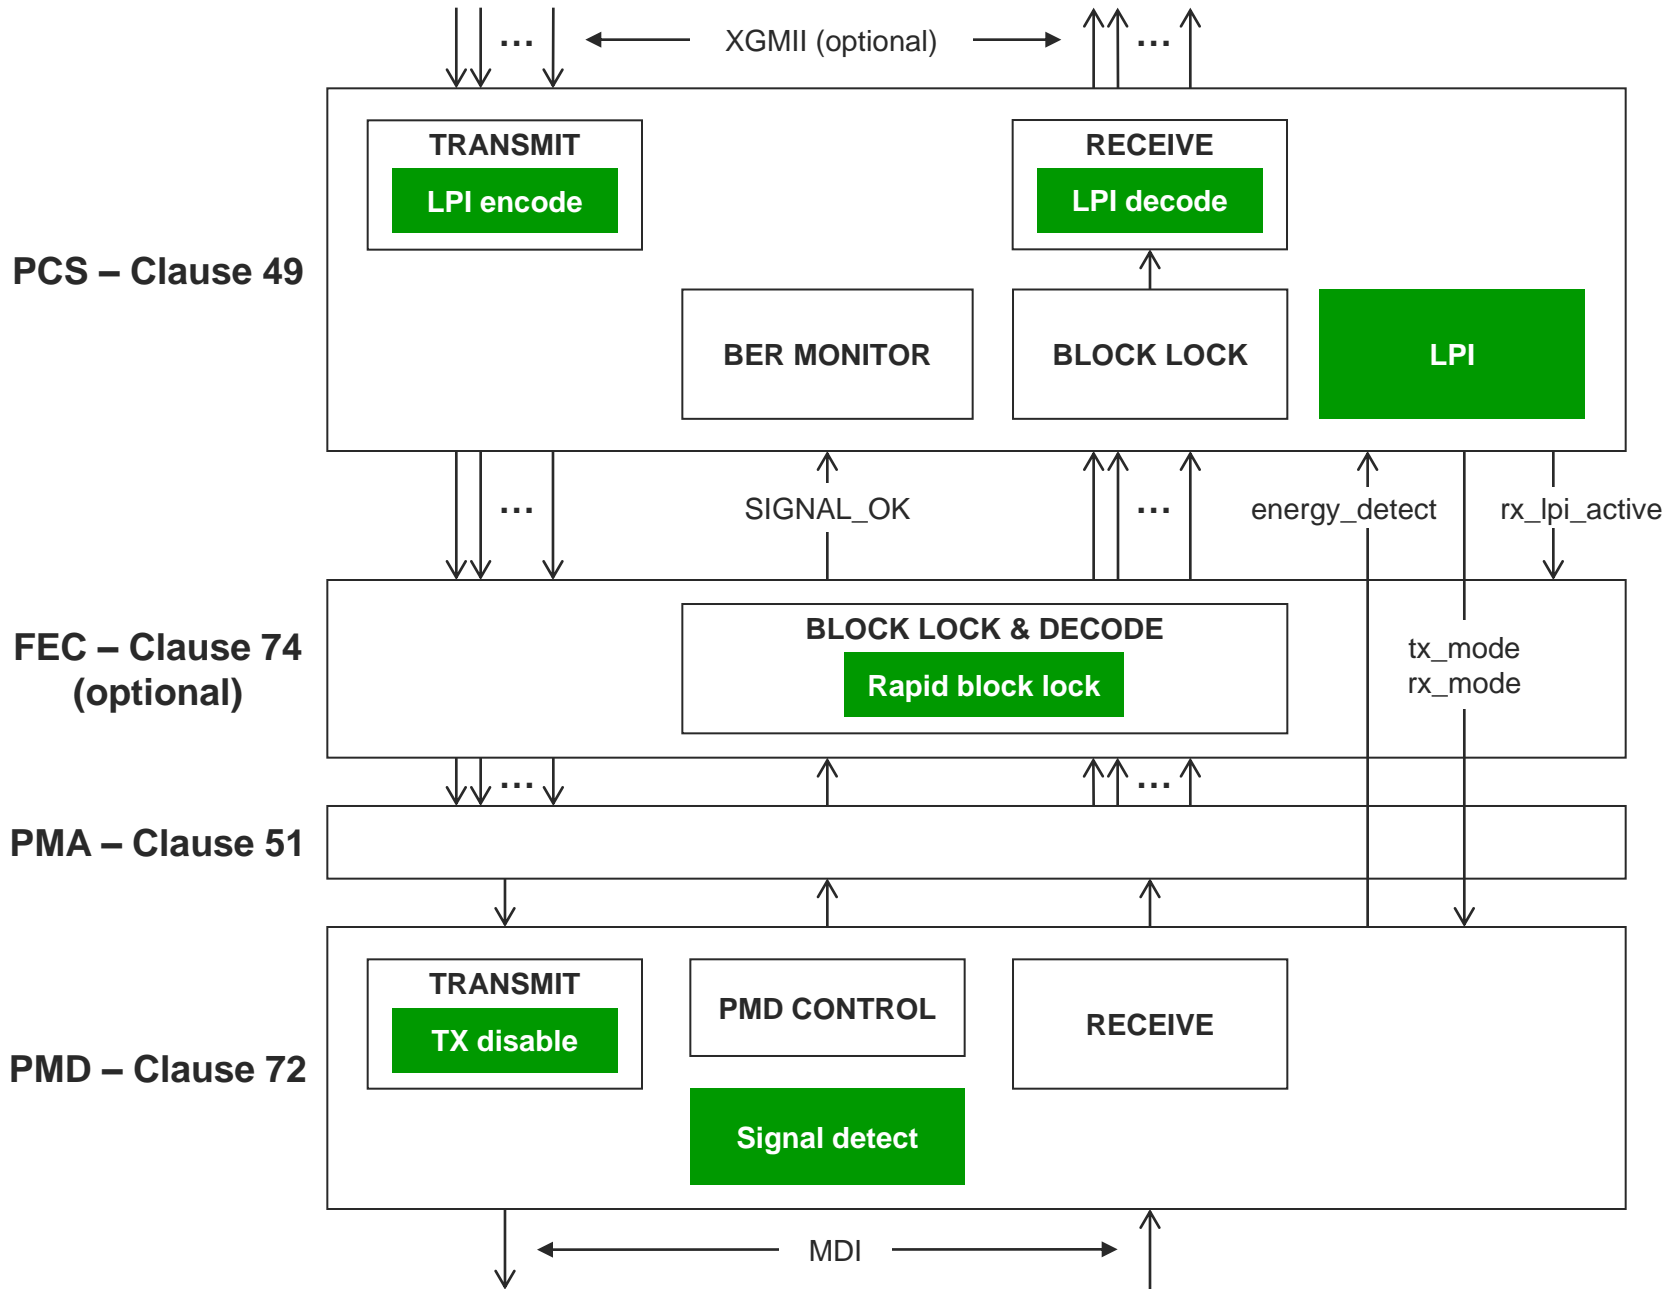 ... XGMII (optional) ...
TRANSMIT
LPI encode
RECEIVE
LPI decode
PCS – Clause 49
BER MONITOR
BLOCK LOCK
LPI
... SIGNAL_OK ... energy_detect rx_lpi_active
FEC – Clause 74
(optional)
BLOCK LOCK & DECODE
Rapid block lock
tx_mode
rx_mode
... ...
PMA – Clause 51
PMD – Clause 72
TRANSMIT
TX disable
PMD CONTROL
RECEIVE
Signal detect
MDI